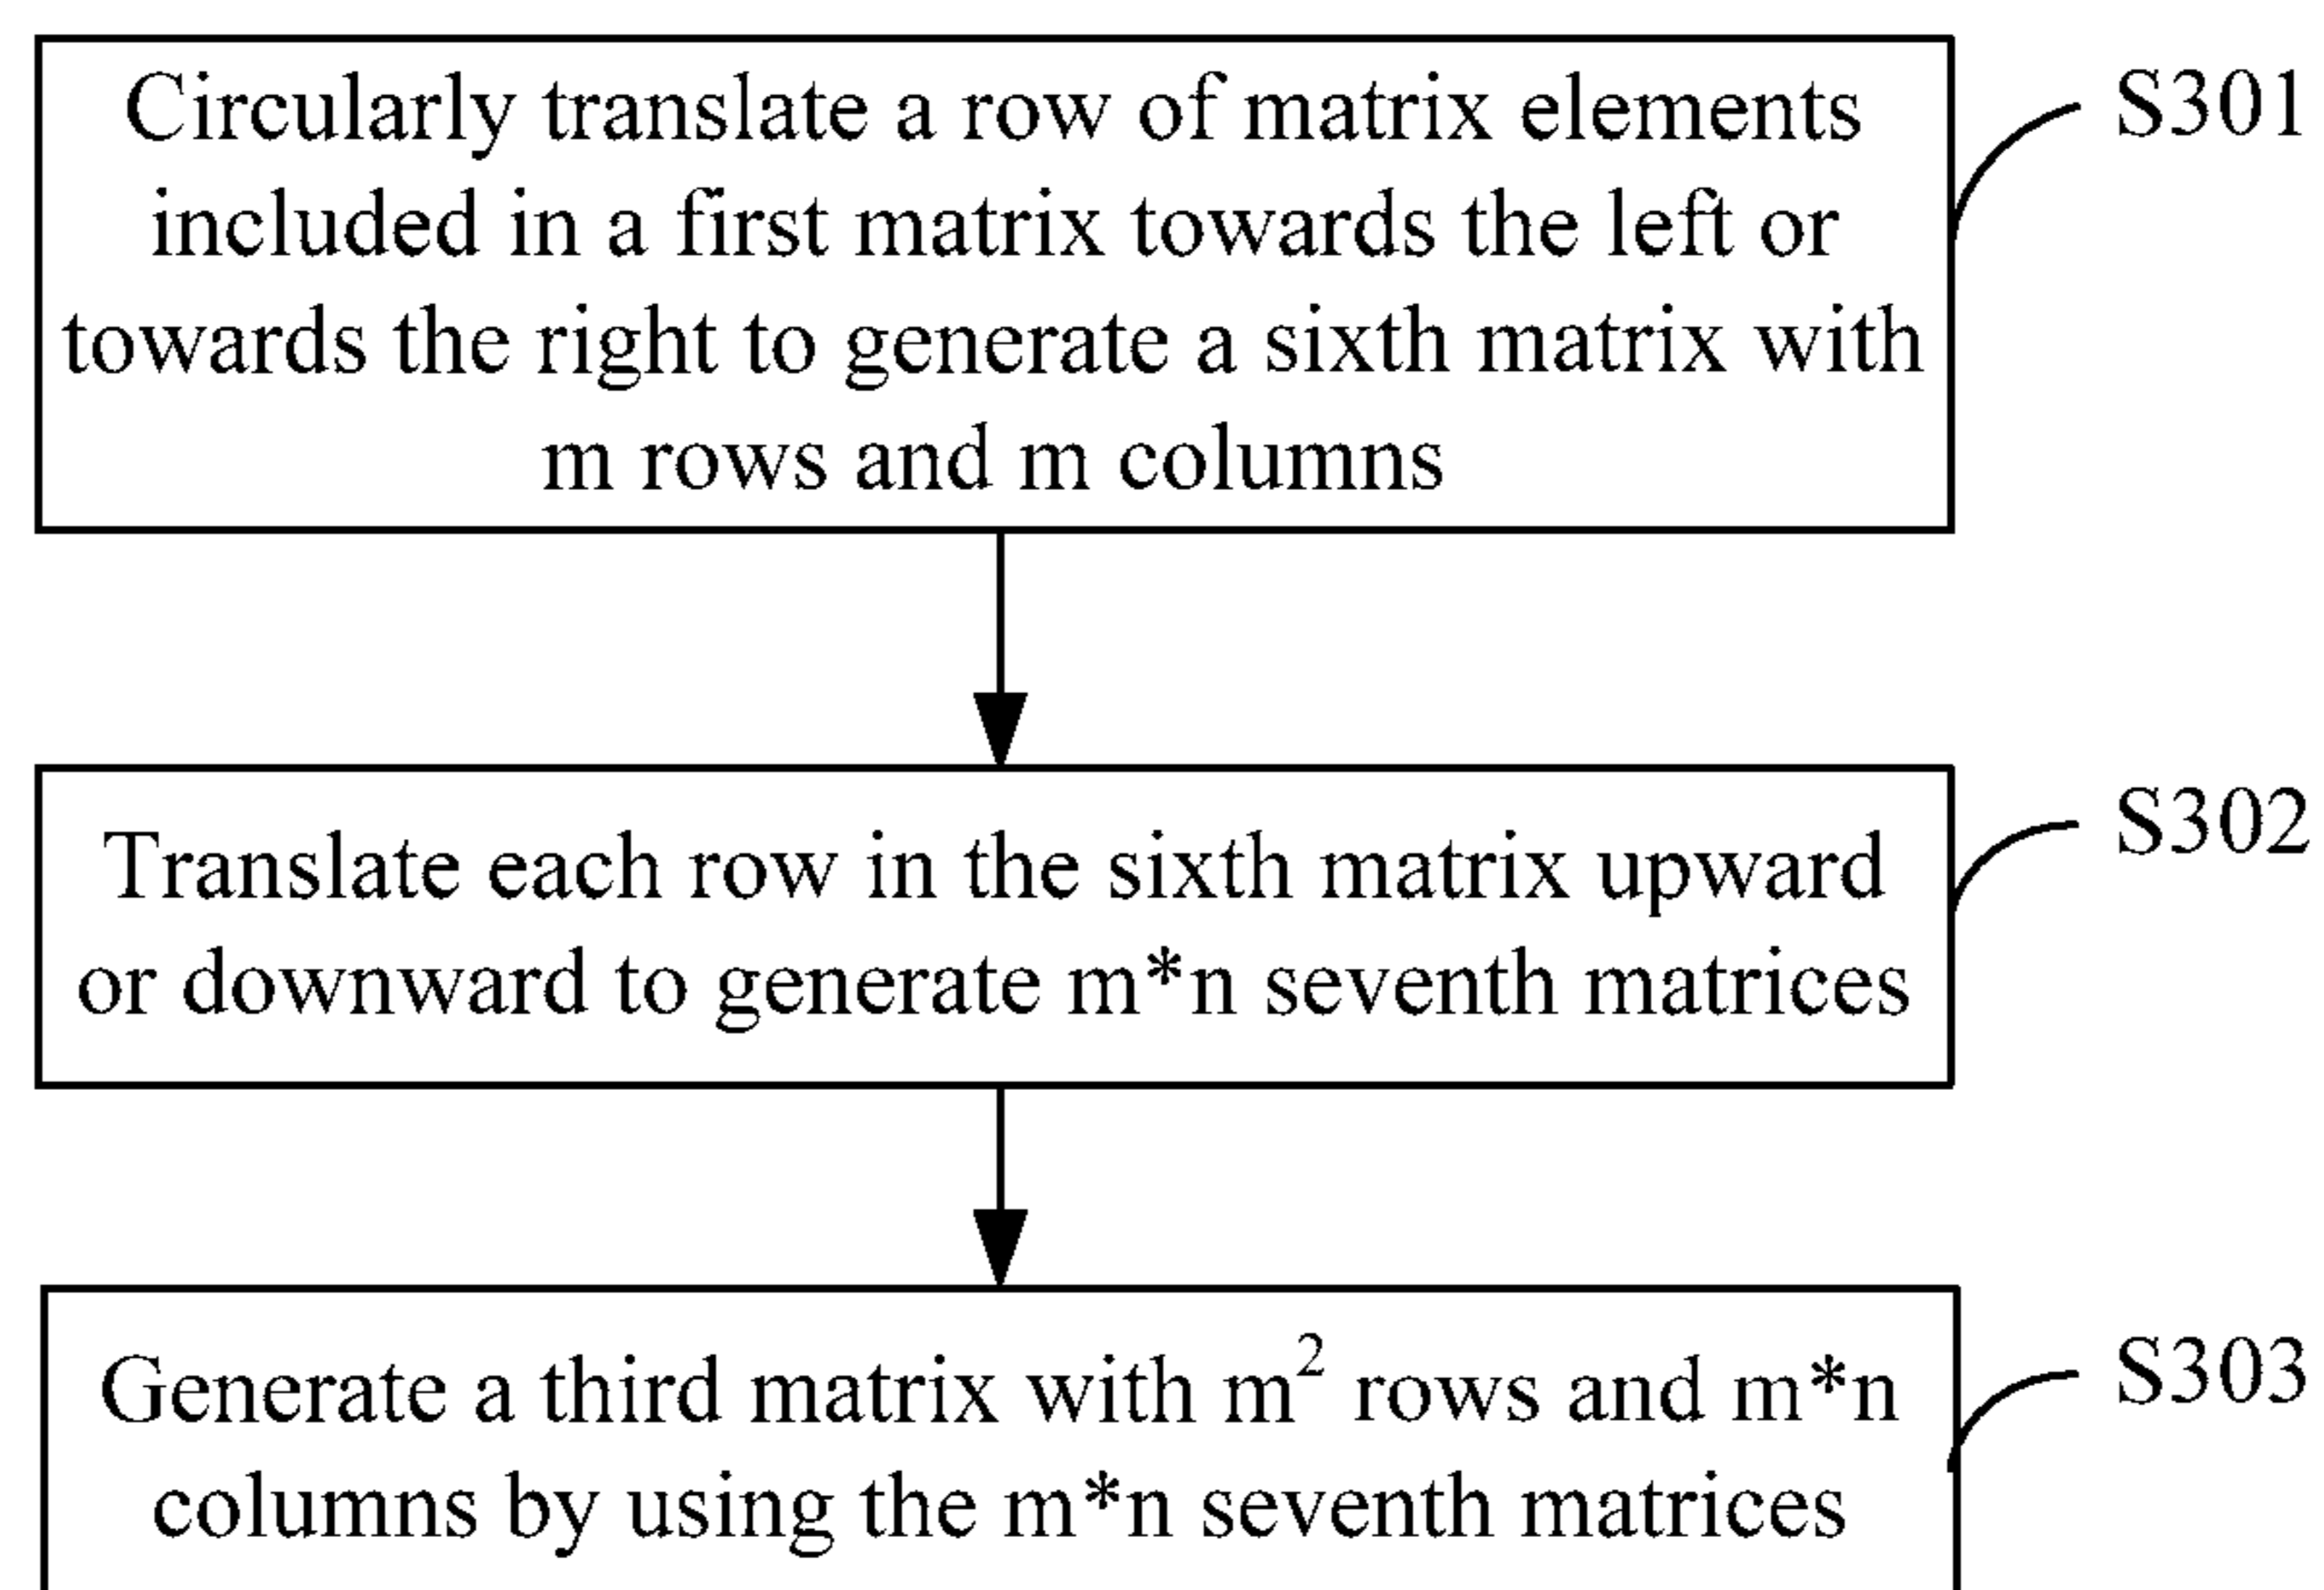 Circularly translate a row of matrix elements
included in a first matrix towards the left or
towards the right to generate a sixth matrix with
m rows and m columns
S301
Translate each row in the sixth matrix upward
or downward to generate m*n seventh matrices
S302
Generate a third matrix with m² rows and m*n
columns by using the m*n seventh matrices
S303